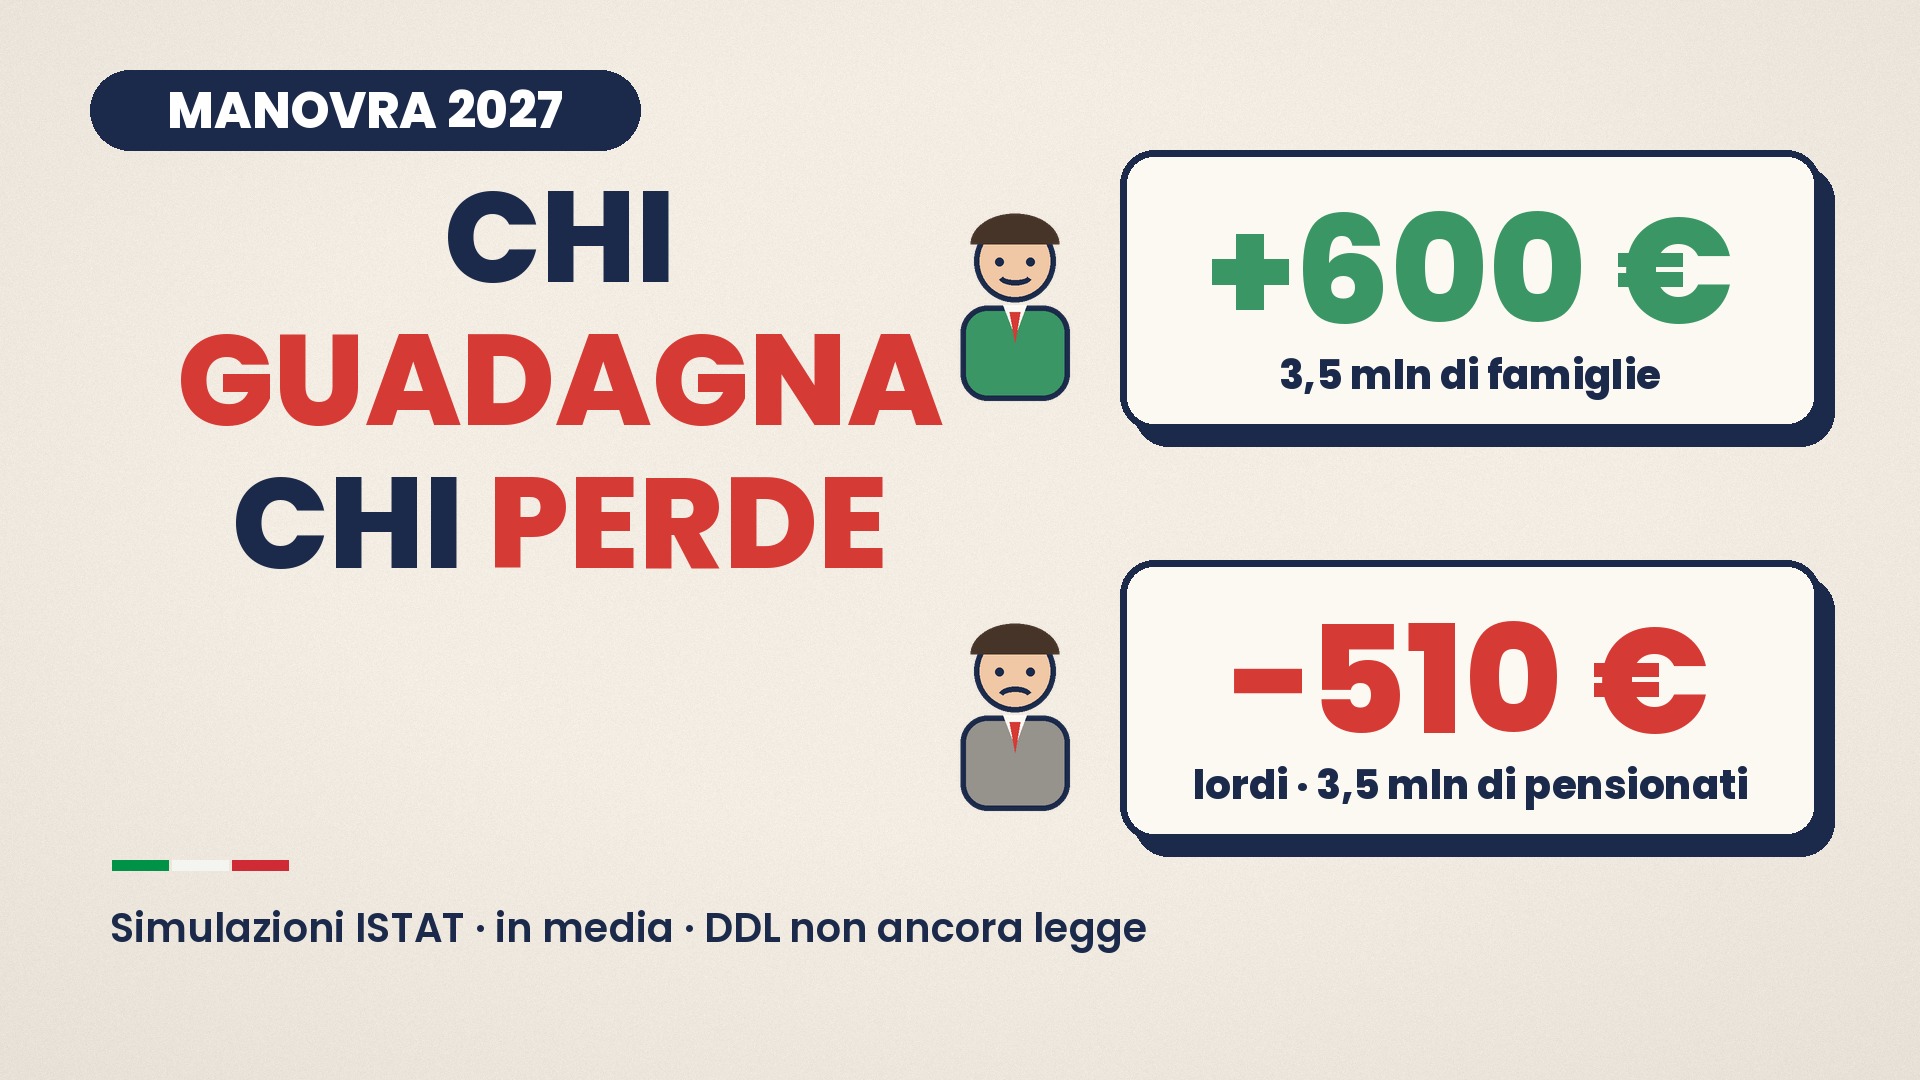 MANOVRA 2027
CHI
GUADAGNA
CHI PERDE
+600 €
3,5 mln di famiglie
-510 €
lordi · 3,5 mln di pensionati
Simulazioni ISTAT · in media · DDL non ancora legge